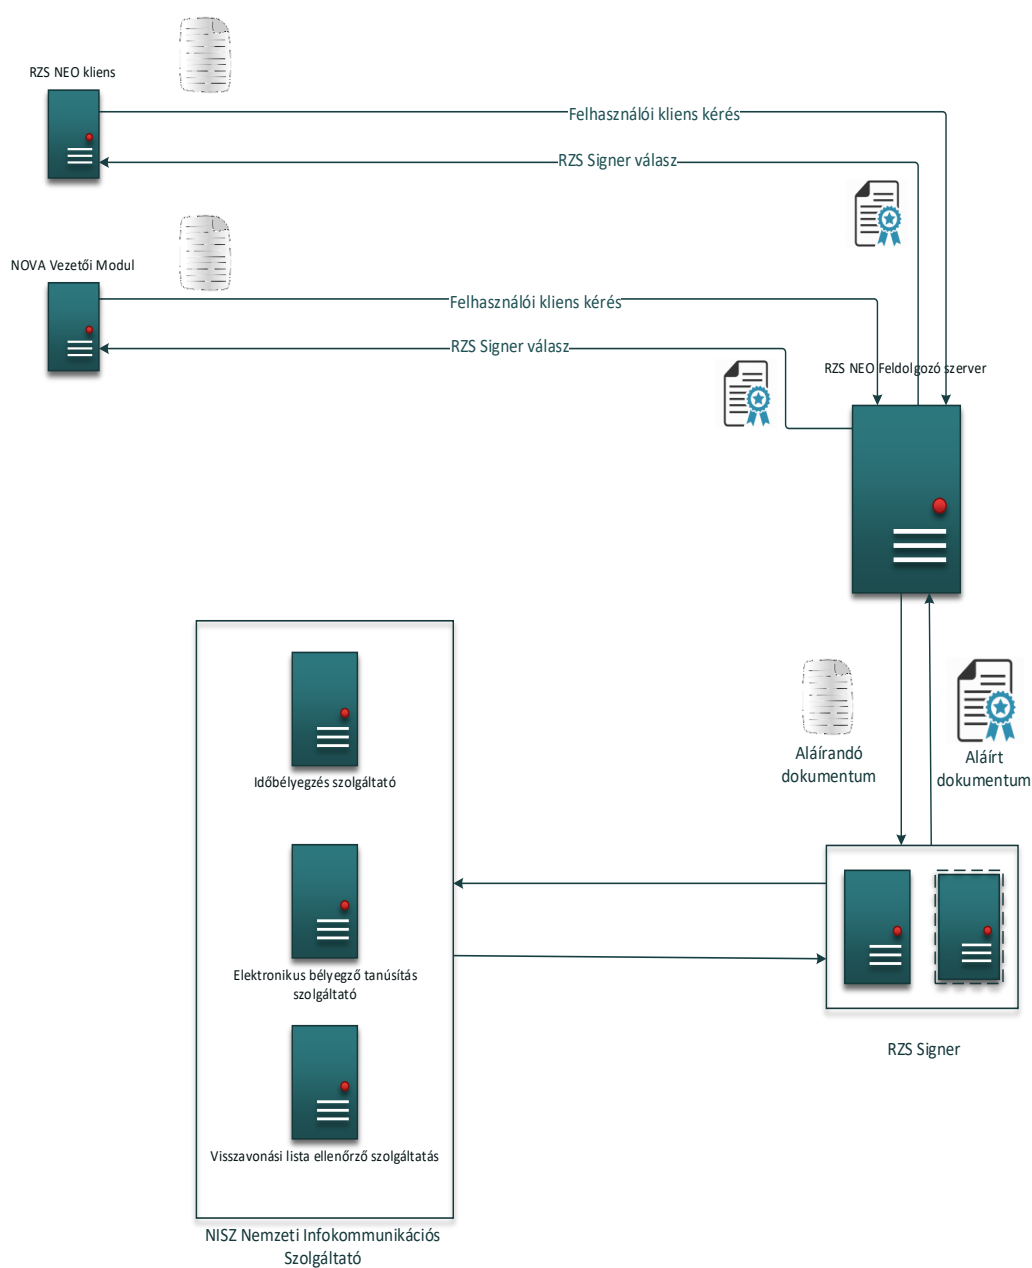 RZS NEO kliens
Felhasználói kliens kérés
RZS Signer válasz
NOVA Vezetői Modul
Felhasználói kliens kérés
RZS Signer válasz
RZS NEO Feldolgozó szerver
Aláírandó
dokumentum
Aláírt
dokumentum
Időbélyegzés szolgáltató
Elektronikus bélyegző tanúsítás
szolgáltató
RZS Signer
Visszavonási lista ellenőrző szolgáltatás
NISZ Nemzeti Infokommunikációs
Szolgáltató